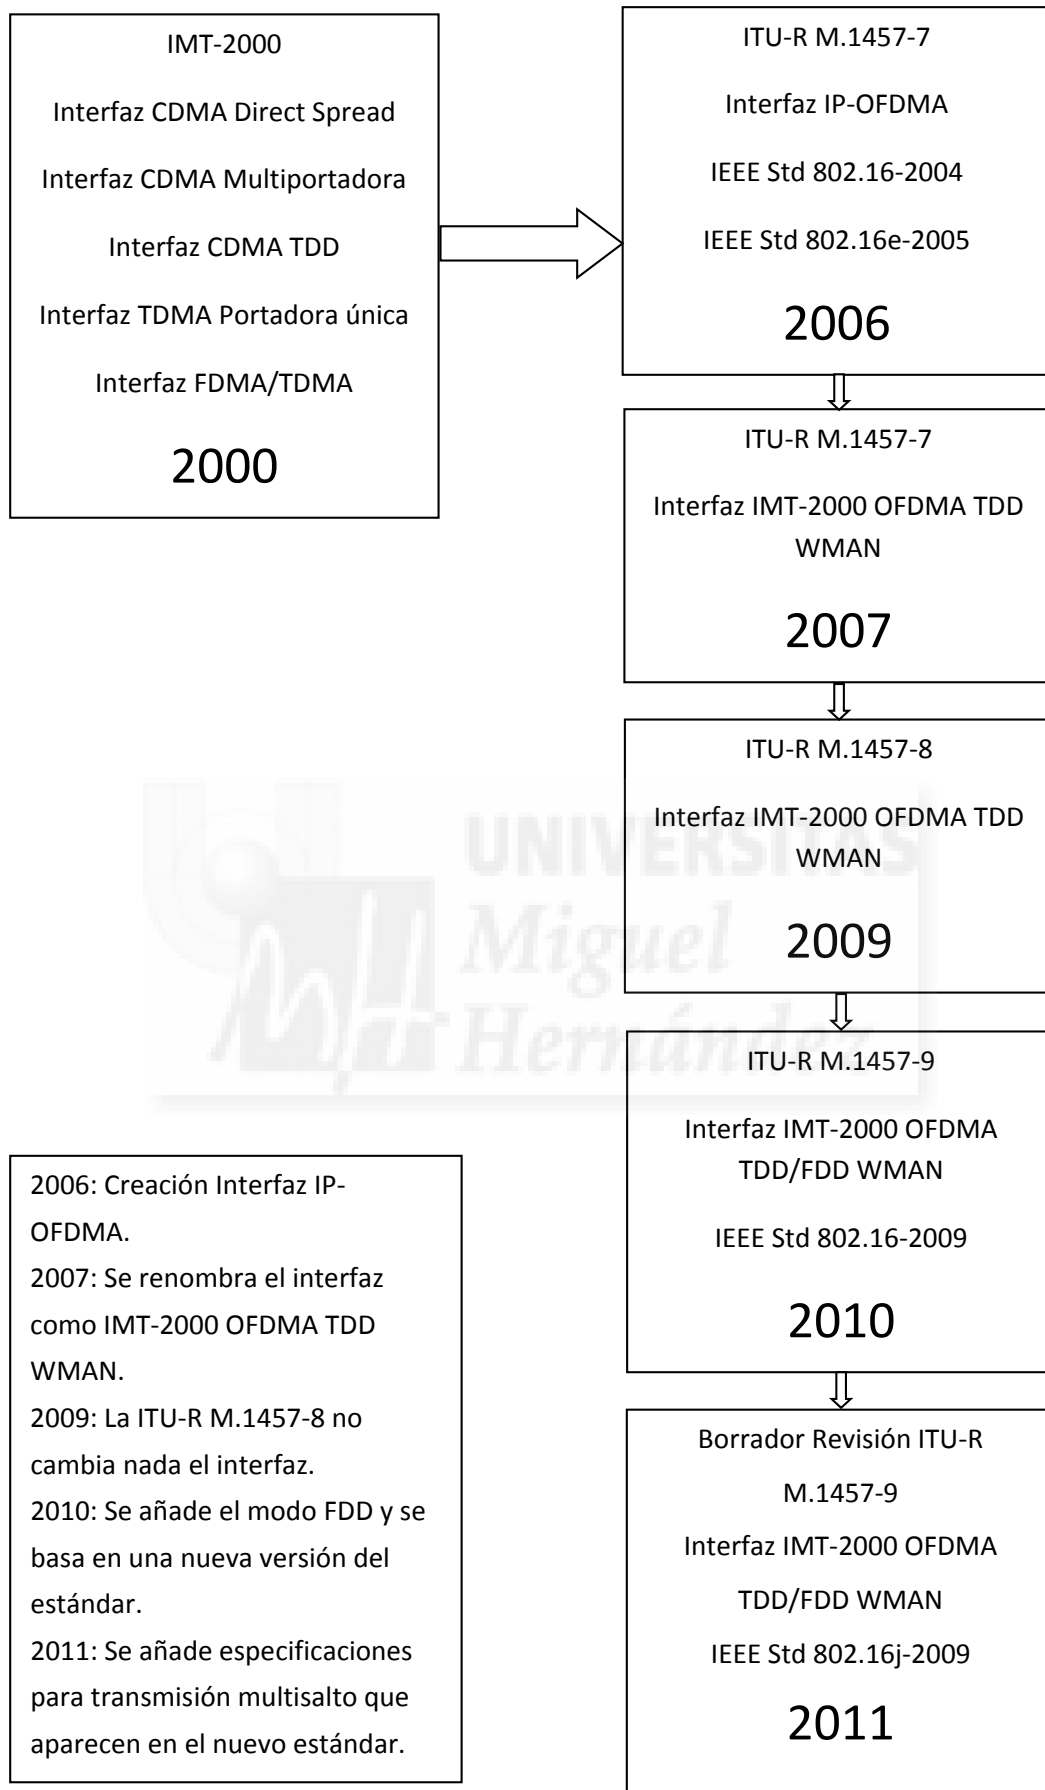 IMT-2000
Interfaz CDMA Direct Spread
Interfaz CDMA Multiportadora
Interfaz CDMA TDD
Interfaz TDMA Portadora única
Interfaz FDMA/TDMA
2000
ITU-R M.1457-7
Interfaz IP-OFDMA
IEEE Std 802.16-2004
IEEE Std 802.16e-2005
2006
ITU-R M.1457-7
Interfaz IMT-2000 OFDMA TDD
WMAN
2007
ITU-R M.1457-8
Interfaz IMT-2000 OFDMA TDD
WMAN
2009
UNIVERSITAS
Miguel
Hernández
ITU-R M.1457-9
Interfaz IMT-2000 OFDMA
TDD/FDD WMAN
IEEE Std 802.16-2009
2010
Borrador Revisión ITU-R
M.1457-9
Interfaz IMT-2000 OFDMA
TDD/FDD WMAN
IEEE Std 802.16j-2009
2011
2006: Creación Interfaz IP-
OFDMA.
2007: Se renombra el interfaz
como IMT-2000 OFDMA TDD
WMAN.
2009: La ITU-R M.1457-8 no
cambia nada el interfaz.
2010: Se añade el modo FDD y se
basa en una nueva versión del
estándar.
2011: Se añade especificaciones
para transmisión multisalto que
aparecen en el nuevo estándar.